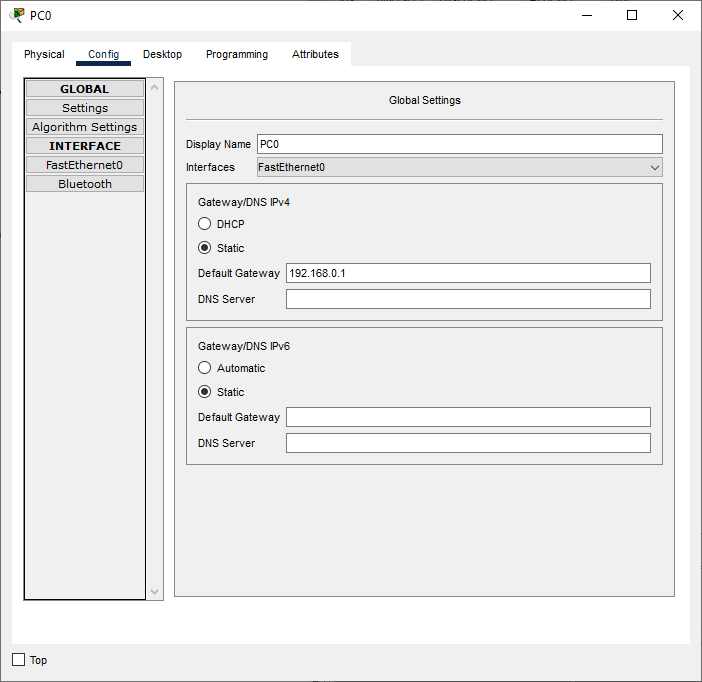 PC0
Physical Config Desktop Programming Attributes
GLOBAL
Settings
Algorithm Settings
INTERFACE
FastEthernet0
Bluetooth
Global Settings
Display Name PC0
Interfaces FastEthernet0
Gateway/DNS IPv4
DHCP
Static
Default Gateway 192.168.0.1
DNS Server
Gateway/DNS IPv6
Automatic
Static
Default Gateway
DNS Server
Top